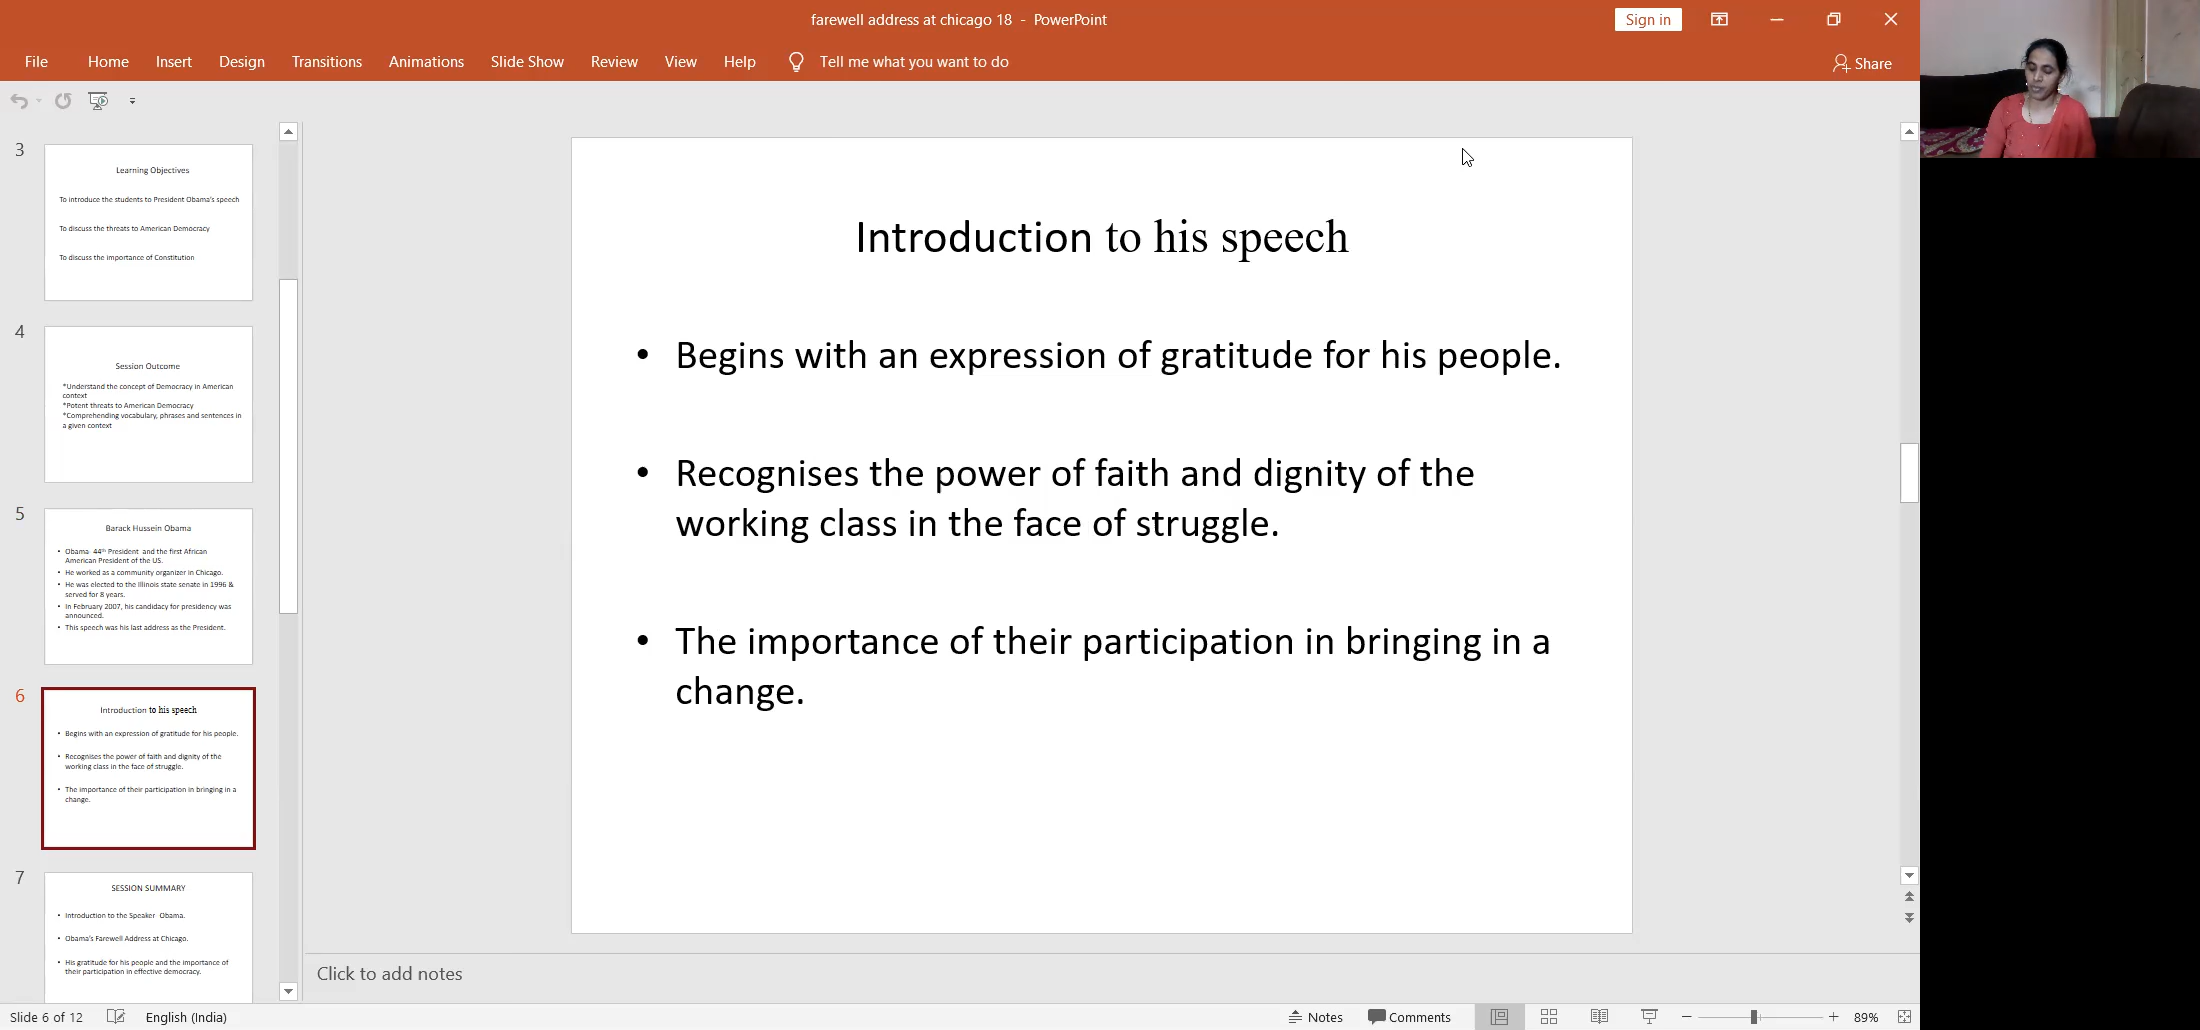 farewell address at chicago 18 - PowerPoint
Sign in
File Home Insert Design Transitions Animations Slide Show Review View Help Tell me what you want to do
Share
3
Learning Objectives
To introduce the students to President Obama's speech
To discuss the threats to American Democracy
To discuss the importance of Constitution
4
Session Outcome
*Understand the concept of Democracy in American
context
*Potent threats to American Democracy
*Comprehending vocabulary, phrases and sentences in
a given context
5
Barack Hussein Obama
• Obama- 44th President and the first African
American President of the US.
• He worked as a community organizer in Chicago.
• He was elected to the Illinois state senate in 1996 &
served for 8 years.
• In February 2007, his candidacy for presidency was
announced.
• This speech was his last address as the President.
6
Introduction to his speech
• Begins with an expression of gratitude for his people.
• Recognises the power of faith and dignity of the
working class in the face of struggle.
• The importance of their participation in bringing in a
change.
7
SESSION SUMMARY
• Introduction to the Speaker Obama.
• Obama's Farewell Address at Chicago.
• His gratitude for his people and the importance of
their participation in effective democracy.
Introduction to his speech
• Begins with an expression of gratitude for his people.
• Recognises the power of faith and dignity of the
working class in the face of struggle.
• The importance of their participation in bringing in a
change.
Click to add notes
Slide 6 of 12 English (India) Notes Comments 89%